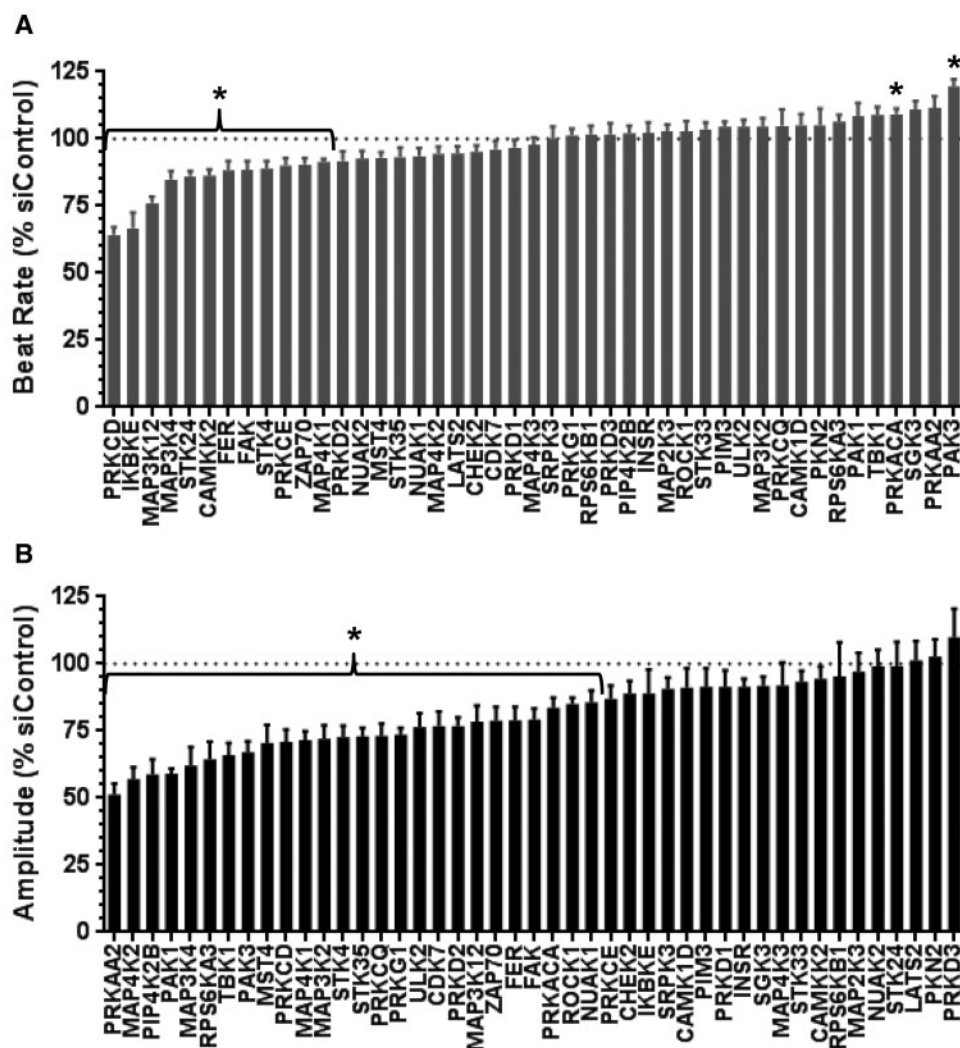 A
*
*
*
125
100
75
50
25
0
Beat Rate (% siControl)
PRKCD
IKBKE
MAP3K12
MAP3K4
STK24
CAMKK2
FER
FAK
STK4
PRKCE
ZAP70
MAP4K1
PRKD2
NUAK2
MST4
STK35
NUAK1
MAP4K2
LATS2
CHEK2
CDK7
PRKD1
MAP4K3
SRPK3
PRKG1
RPS6KB1
PRKD3
PIP4K2B
INSR
MAP2K3
ROCK1
STK33
PIM3
ULK2
MAP3K2
PRKCQ
CAMK1D
PKN2
RPS6KA3
PAK1
TBK1
PRKACA
SGK3
PRKAA2
PAK3
B
*
125
100
75
50
25
0
Amplitude (% siControl)
PRKAA2
MAP4K2
PIP4K2B
PAK1
MAP3K4
RPS6KA3
TBK1
PAK3
MST4
PRKCD
MAP4K1
MAP3K2
STK4
STK35
PRKCQ
PRKG1
ULK2
CDK7
PRKD2
MAP3K12
ZAP70
FER
FAK
PRKACA
ROCK1
NUAK1
PRKCE
CHEK2
IKBKE
SRPK3
CAMK1D
PIM3
PRKD1
INSR
SGK3
MAP4K3
STK33
CAMKK2
RPS6KB1
MAP2K3
NUAK2
STK24
LATS2
PKN2
PRKD3